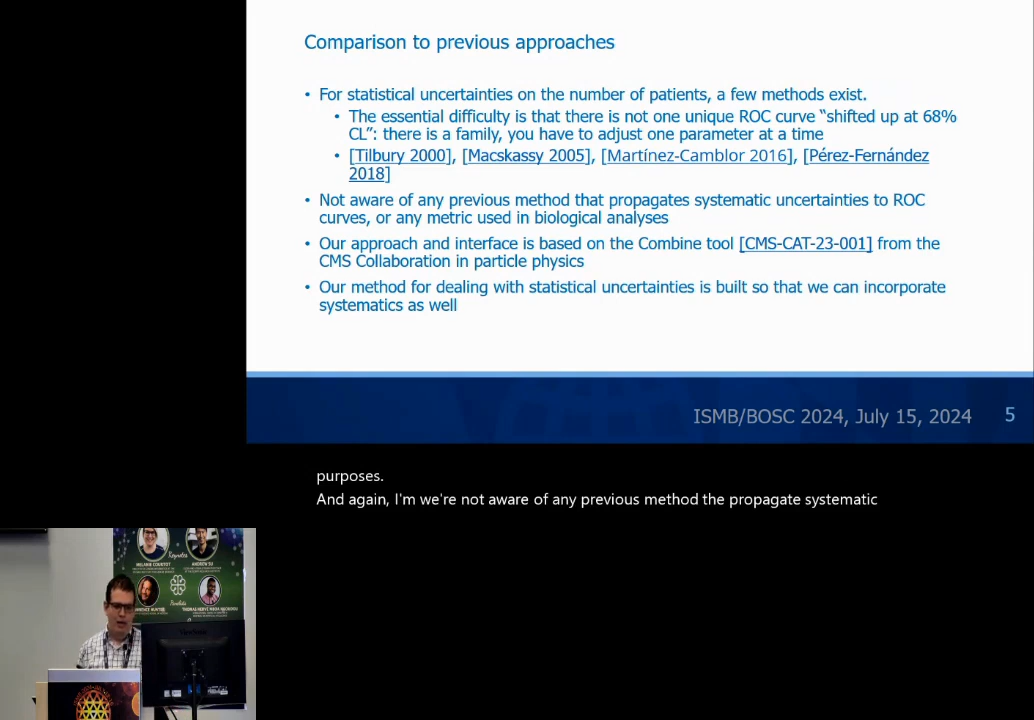 Comparison to previous approaches
• For statistical uncertainties on the number of patients, a few methods exist.
• The essential difficulty is that there is not one unique ROC curve “shifted up at 68%
CL”: there is a family, you have to adjust one parameter at a time
• [Tilbury 2000], [Macskassy 2005], [Martínez-Camblor 2016], [Pérez-Fernández
2018]
• Not aware of any previous method that propagates systematic uncertainties to ROC
curves, or any metric used in biological analyses
• Our approach and interface is based on the Combine tool [CMS-CAT-23-001] from the
CMS Collaboration in particle physics
• Our method for dealing with statistical uncertainties is built so that we can incorporate
systematics as well
ISMB/BOSC 2024, July 15, 2024 5
purposes.
And again, I'm we're not aware of any previous method the propagate systematic
Keynotes
MELANIE COURTOT
ANDREW SU
Panelists